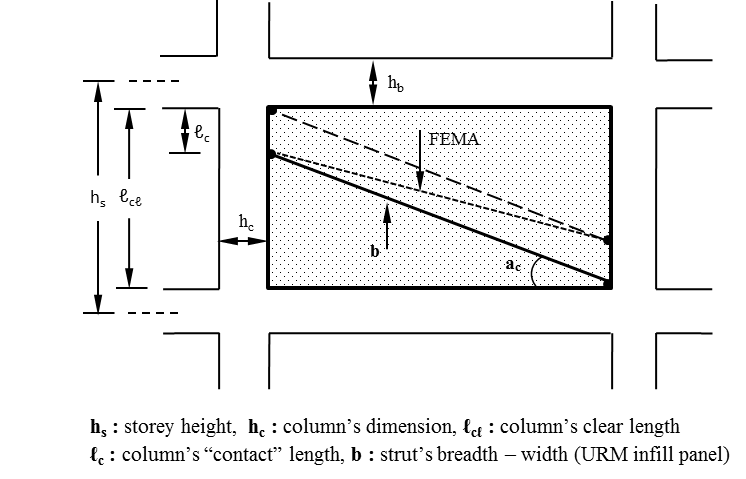 h_b
ℓ_c
FEMA
h_s
ℓ_cℓ
h_c
b
a_c
h_s : storey height, h_c : column’s dimension, ℓ_cℓ : column’s clear length
ℓ_c : column’s “contact” length, b : strut’s breadth – width (URM infill panel)